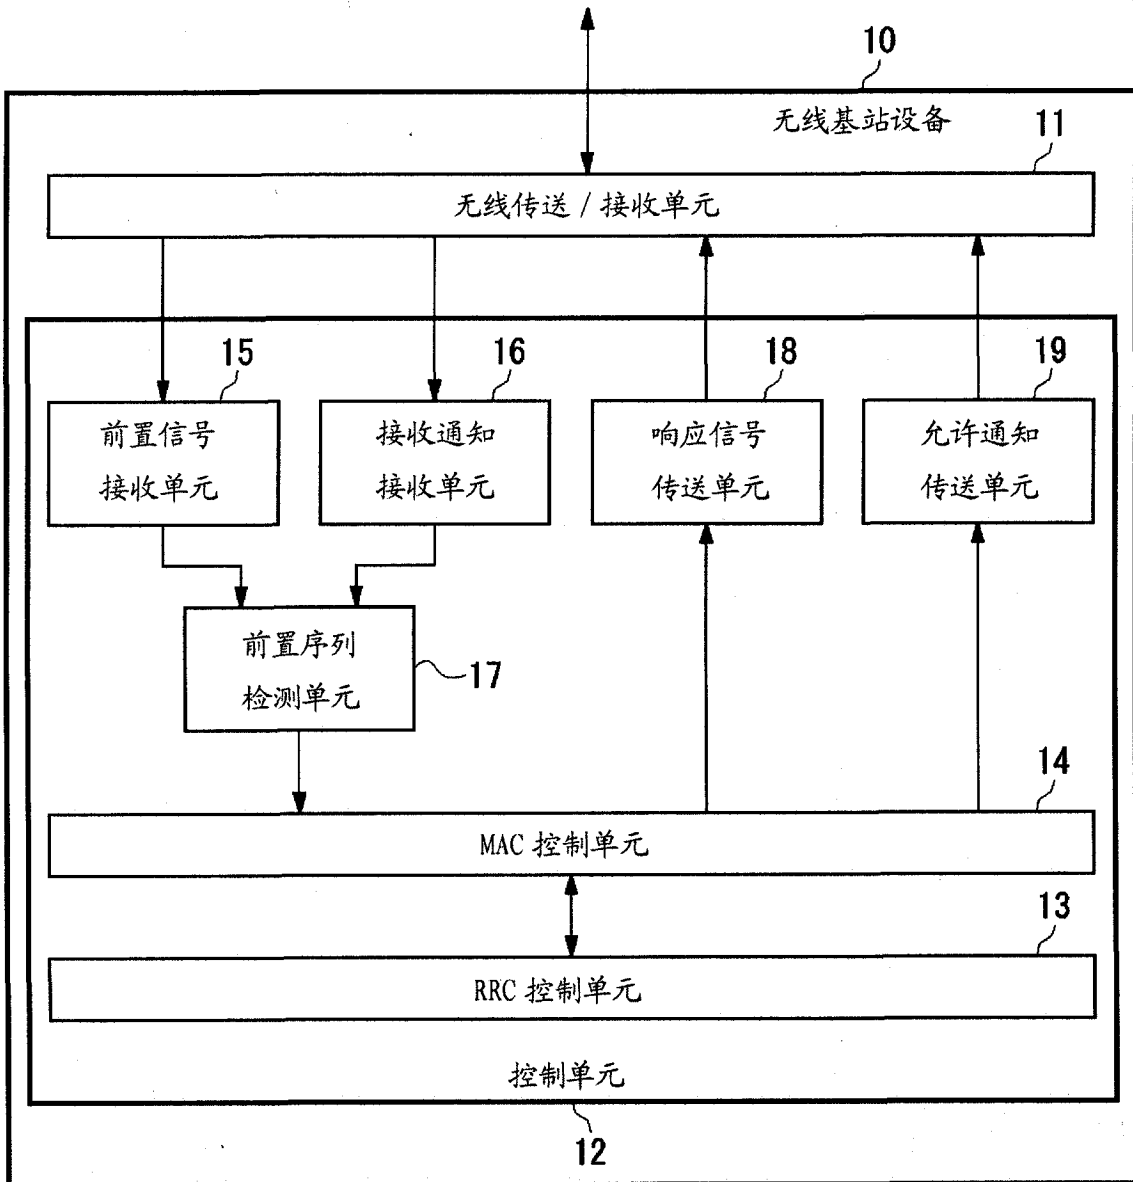 10
无线基站设备
11
无线传送/接收单元
15
16
18
19
前置信号
接收单元
接收通知
接收单元
响应信号
传送单元
允许通知
传送单元
前置序列
检测单元
17
14
MAC 控制单元
13
RRC 控制单元
控制单元
12